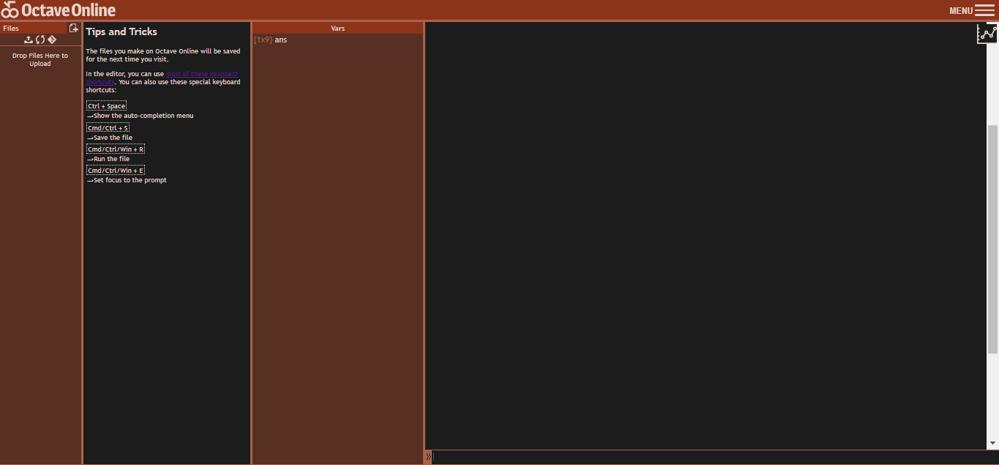 Octave Online
MENU
Files
Drop Files Here to
Upload
Tips and Tricks
The files you make on Octave Online will be saved
for the next time you visit.
In the editor, you can use most of these keyboard
shortcuts. You can also use these special keyboard
shortcuts:
Ctrl + Space
→Show the auto-completion menu
Cmd/Ctrl + S
→Save the file
Cmd/Ctrl/Win + R
→Run the file
Cmd/Ctrl/Win + E
→Set focus to the prompt
Vars
[1x9] ans
»